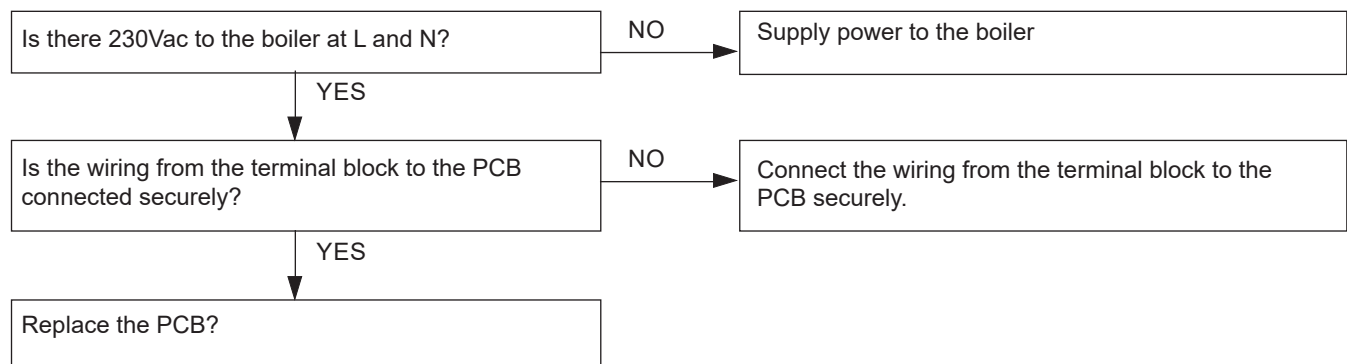 Is there 230Vac to the boiler at L and N?
NO
Supply power to the boiler
YES
Is the wiring from the terminal block to the PCB
connected securely?
NO
Connect the wiring from the terminal block to the
PCB securely.
YES
Replace the PCB?